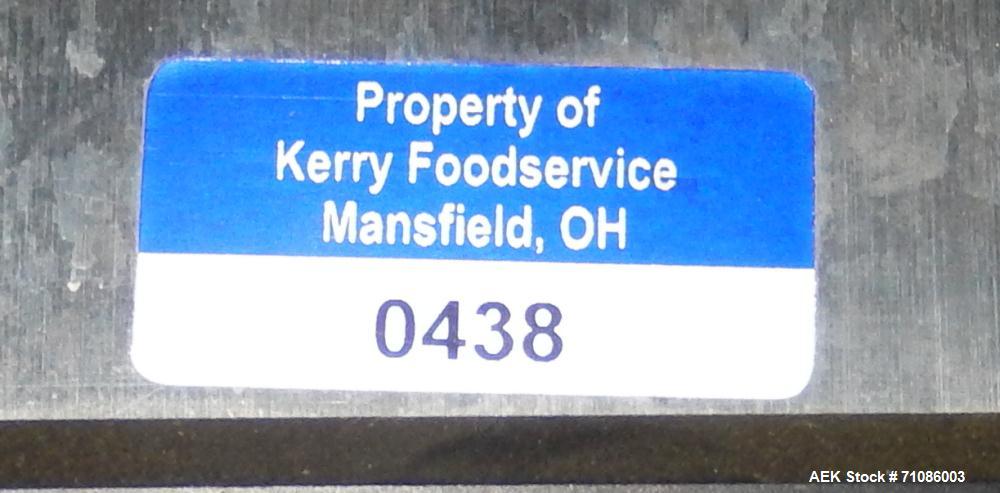 Property of
Kerry Foodservice
Mansfield, OH
0438
AEK Stock # 71086003